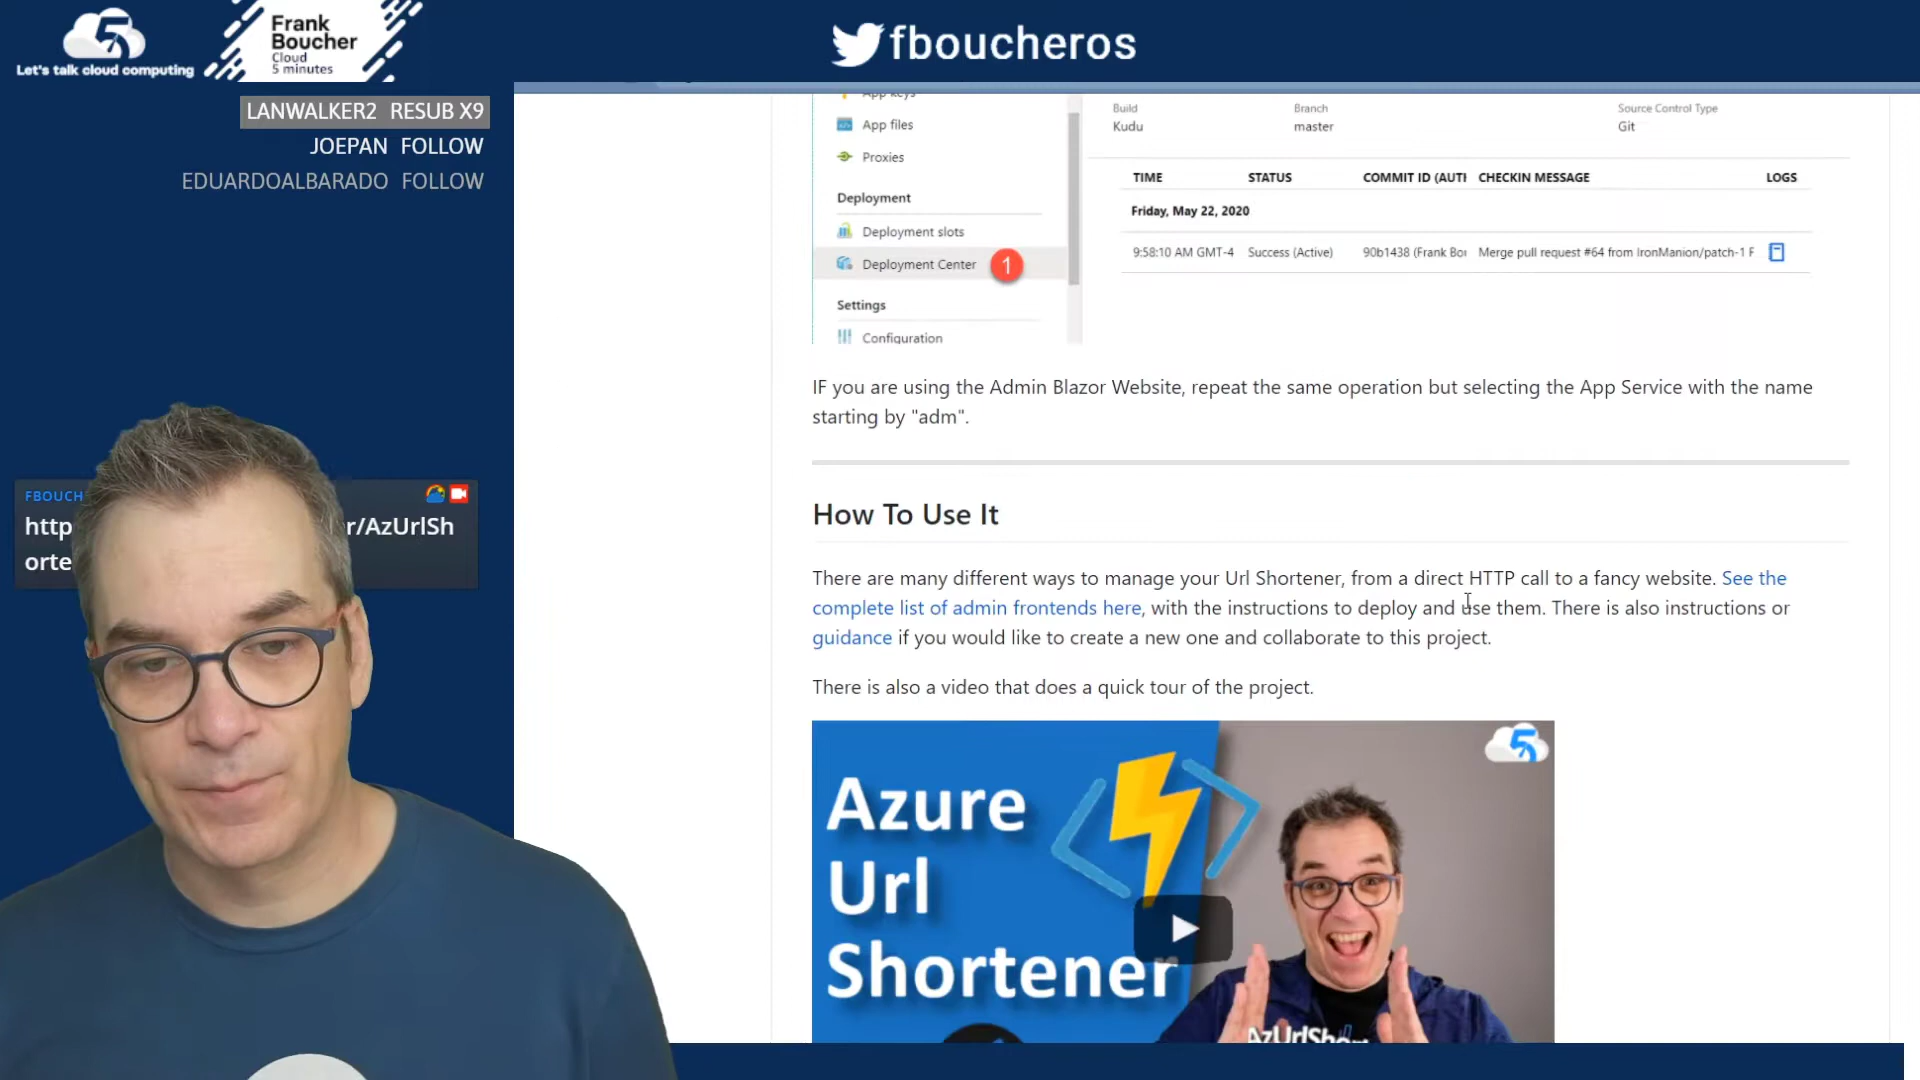 5
Let's talk cloud computing
Frank
Boucher
Cloud
5 minutes
fboucheros
LANWALKER2 RESUB X9
JOEPAN FOLLOW
EDUARDOALBARADO FOLLOW
FBOUCH
http r/AzUrlSh
orte
App keys
App files
Proxies
Deployment
Deployment slots
Deployment Center 1
Settings
Configuration
Build Branch Source Control Type
Kudu master Git
TIME STATUS COMMIT ID (AUTI CHECKIN MESSAGE LOGS
Friday, May 22, 2020
9:58:10 AM GMT-4 Success (Active) 90b1438 (Frank Bou Merge pull request #64 from IronManion/patch-1 F
IF you are using the Admin Blazor Website, repeat the same operation but selecting the App Service with the name
starting by "adm".
How To Use It
There are many different ways to manage your Url Shortener, from a direct HTTP call to a fancy website. See the
complete list of admin frontends here, with the instructions to deploy and use them. There is also instructions or
guidance if you would like to create a new one and collaborate to this project.
There is also a video that does a quick tour of the project.
5
Azure
Url
Shortener
AzUrlShor